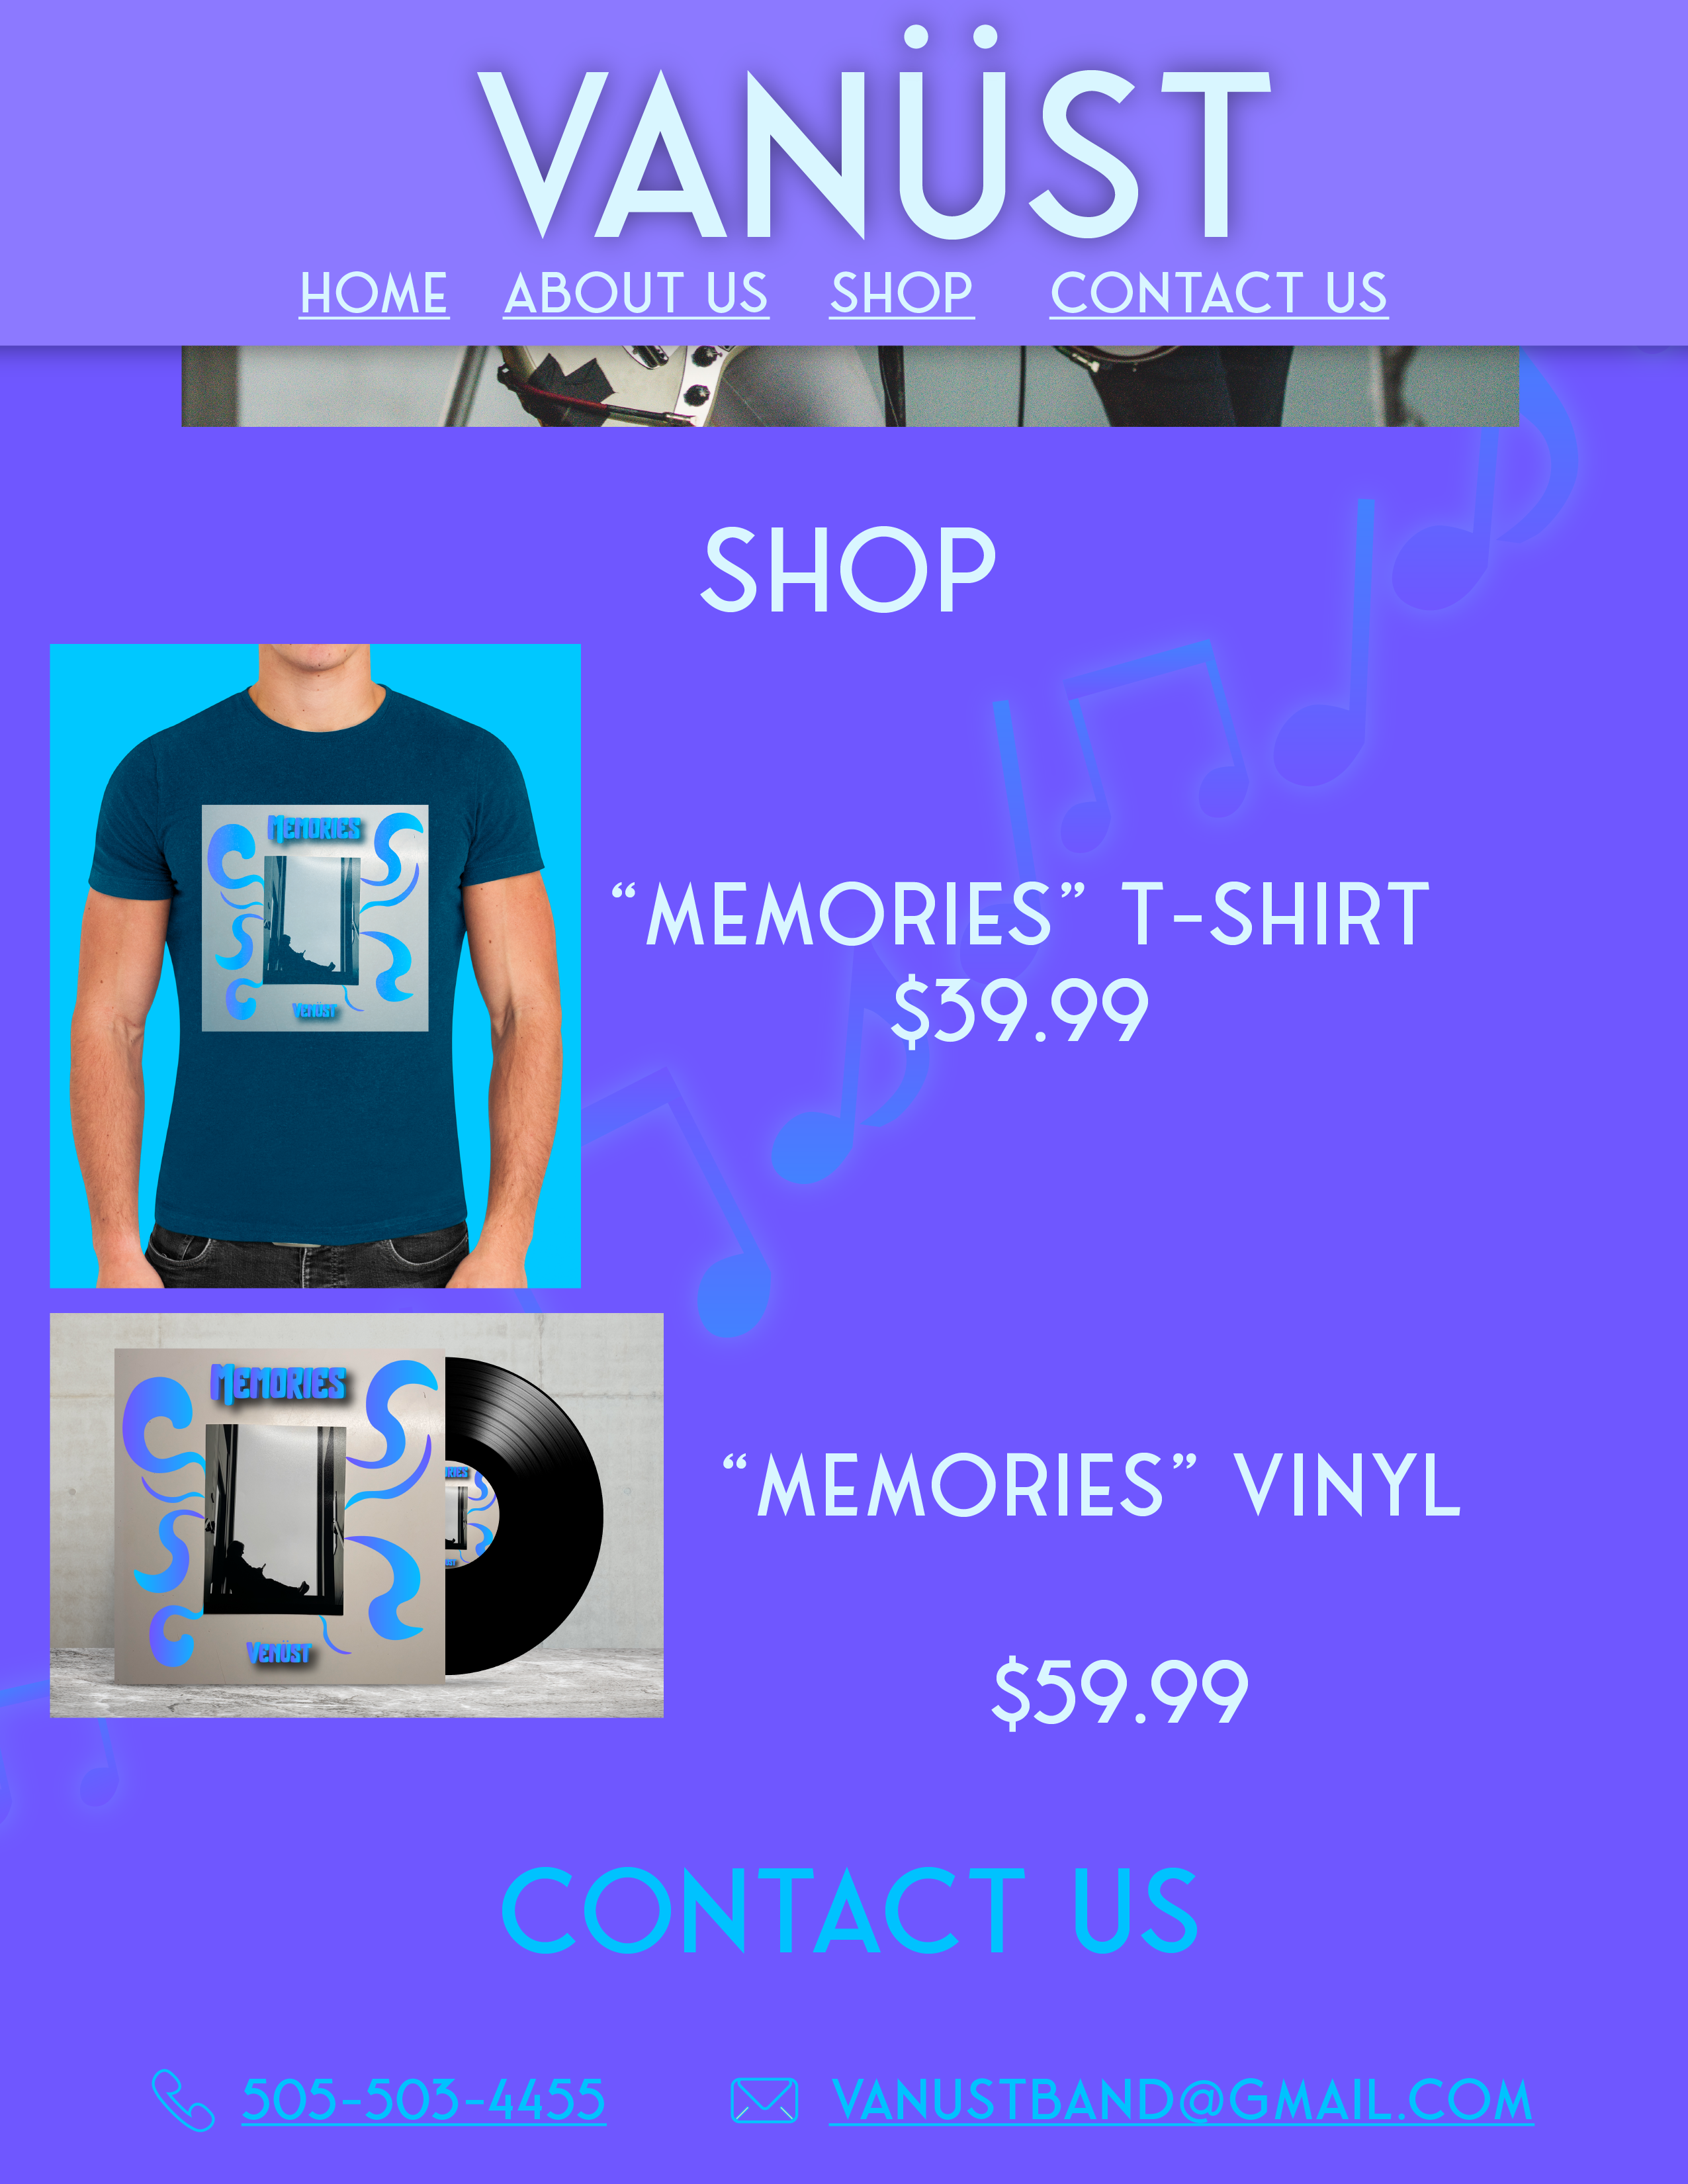 VANÜST
HOME ABOUT US SHOP CONTACT US
SHOP
MEMORIES
VENÜST
"MEMORIES" T-SHIRT
$39.99
MEMORIES
VENÜST
"MEMORIES" VINYL
$59.99
CONTACT US
505-503-4455 VANUSTBAND@GMAIL.COM